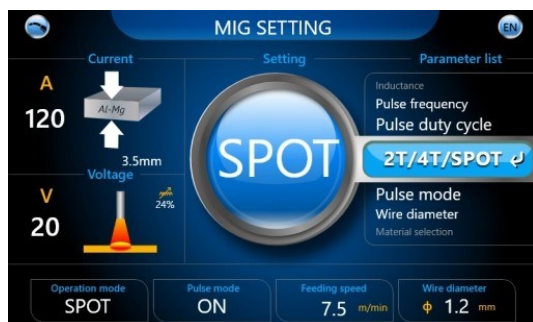 MIG SETTING
EN
Current
A
120
Al-Mg
3.5mm
Voltage
V
20
24%
Setting
SPOT
Parameter list
Inductance
Pulse frequency
Pulse duty cycle
2T/4T/SPOT
Pulse mode
Wire diameter
Material selection
Operation mode
SPOT
Pulse mode
ON
Feeding speed
7.5 m/min
Wire diameter
ϕ 1.2 mm